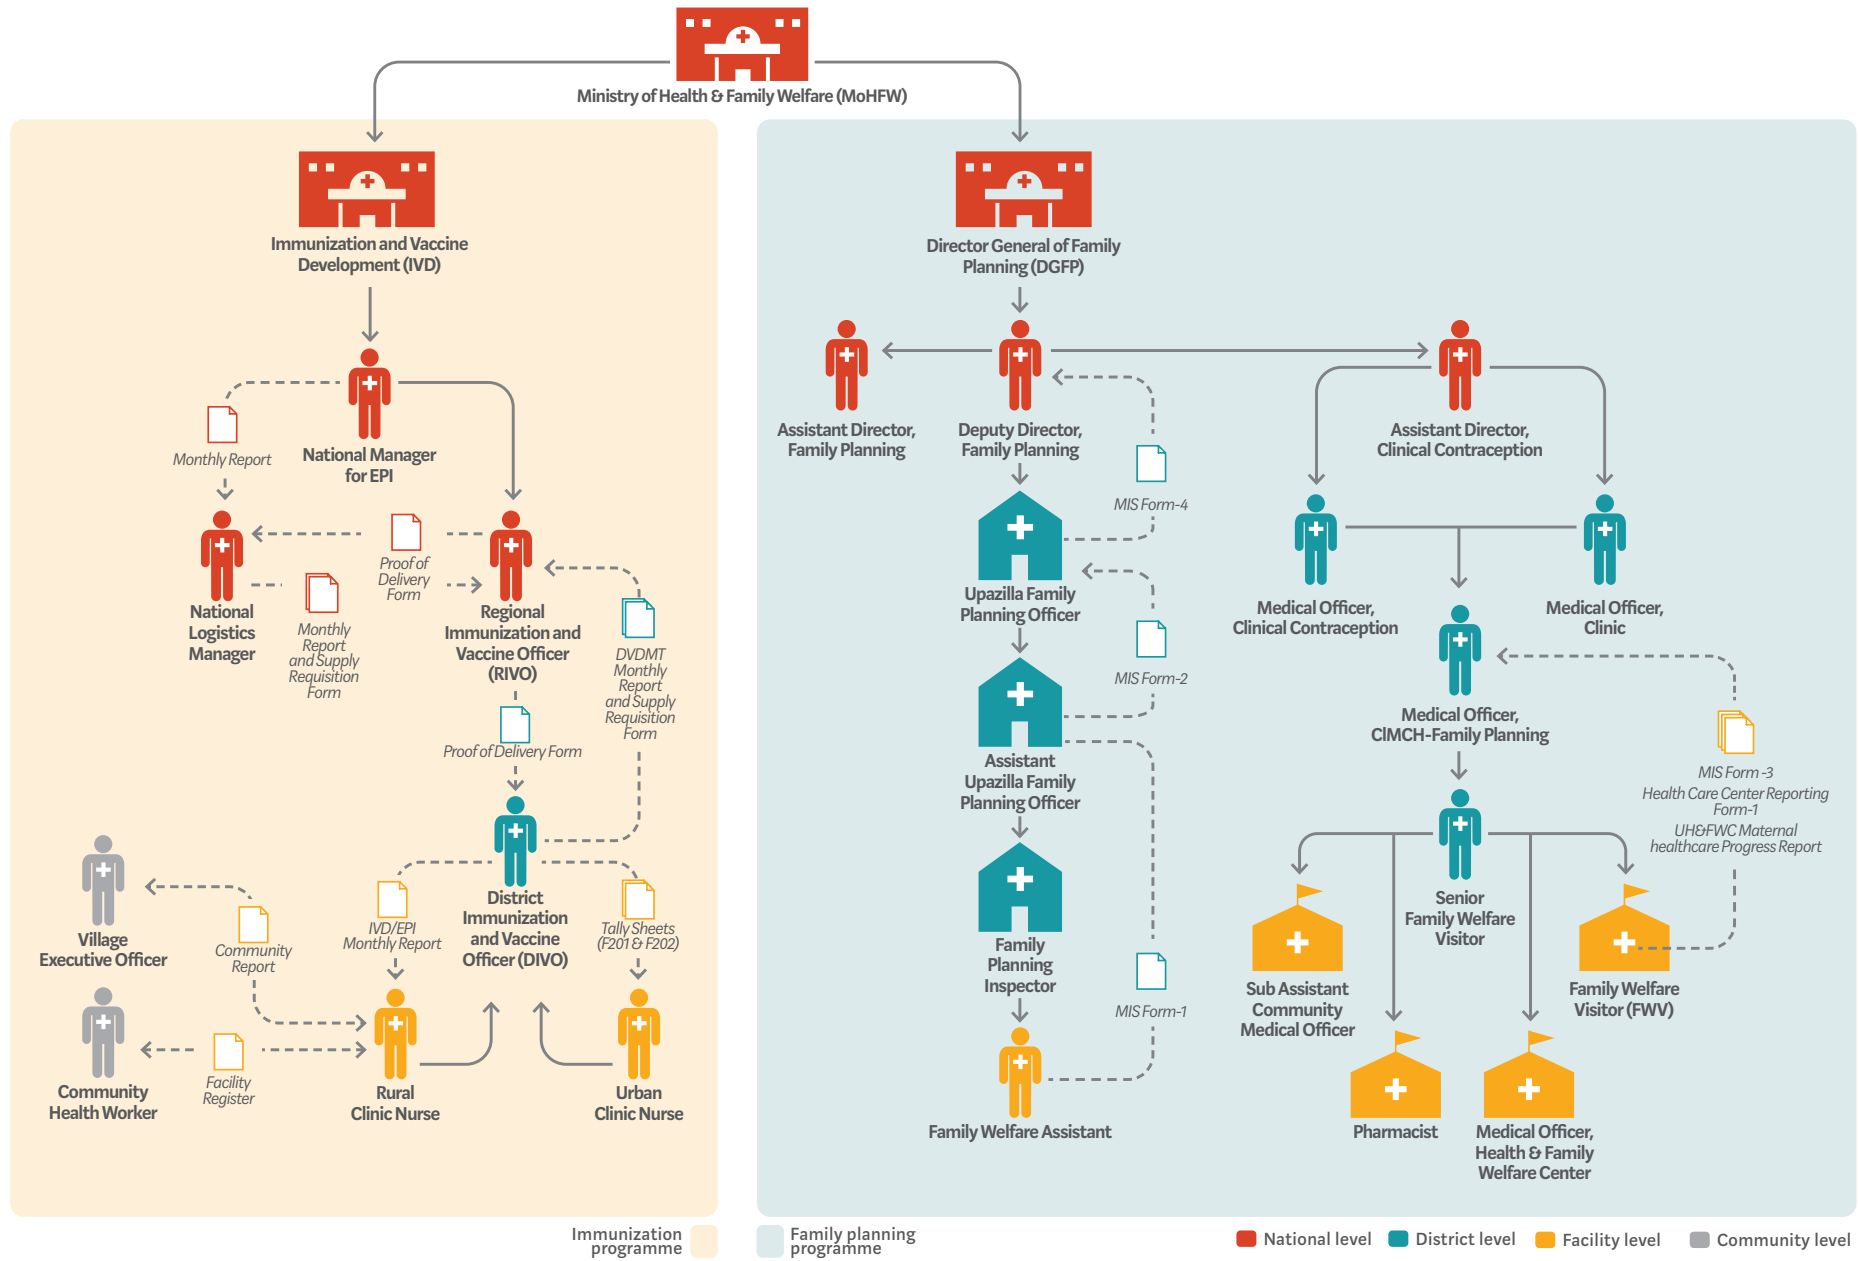 Ministry of Health & Family Welfare (MoHFW)
Immunization and Vaccine
Development (IVD)
National Manager
for EPI
Monthly Report
Proof of
Delivery
Form
National
Logistics
Manager
Monthly
Report
and Supply
Requisition
Form
Regional
Immunization and
Vaccine Officer
(RIVO)
DVDMT
Monthly
Report
and Supply
Requisition
Form
Proof of Delivery Form
District
Immunization
and Vaccine
Officer (DIVO)
IVD/EPI
Monthly Report
Tally Sheets
(F201 & F202)
Village
Executive Officer
Community
Report
Community
Health Worker
Facility
Register
Rural
Clinic Nurse
Urban
Clinic Nurse
Director General of Family
Planning (DGFP)
Assistant Director,
Family Planning
Deputy Director,
Family Planning
Assistant Director,
Clinical Contraception
MIS Form-4
Upazilla Family
Planning Officer
MIS Form-2
Assistant
Upazilla Family
Planning Officer
Family
Planning
Inspector
MIS Form-1
Family Welfare Assistant
Medical Officer,
Clinical Contraception
Medical Officer,
Clinic
Medical Officer,
ClMCH-Family Planning
MIS Form -3
Health Care Center Reporting
Form-1
UH&FWC Maternal
healthcare Progress Report
Senior
Family Welfare
Visitor
Sub Assistant
Community
Medical Officer
Family Welfare
Visitor (FWV)
Pharmacist
Medical Officer,
Health & Family
Welfare Center
Immunization
programme
Family planning
programme
National level
District level
Facility level
Community level